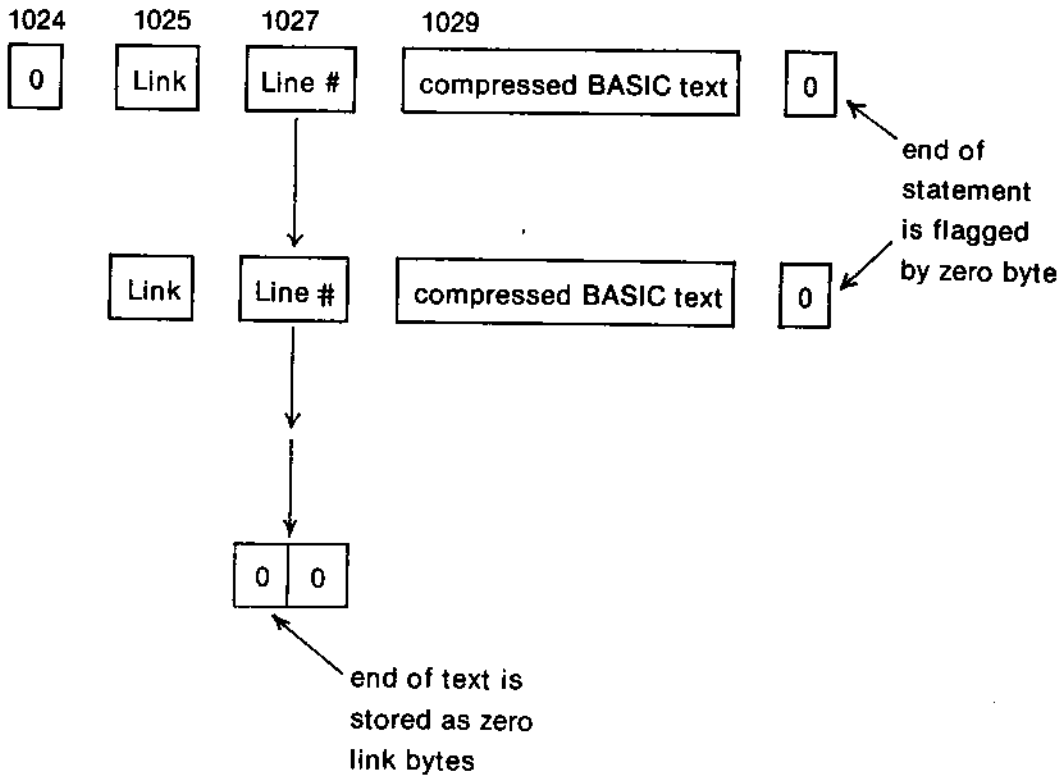 1024 1025 1027 1029
0 Link Line # compressed BASIC text 0
end of
statement
is flagged
by zero byte
Link Line # compressed BASIC text 0
0 0
end of text is
stored as zero
link bytes